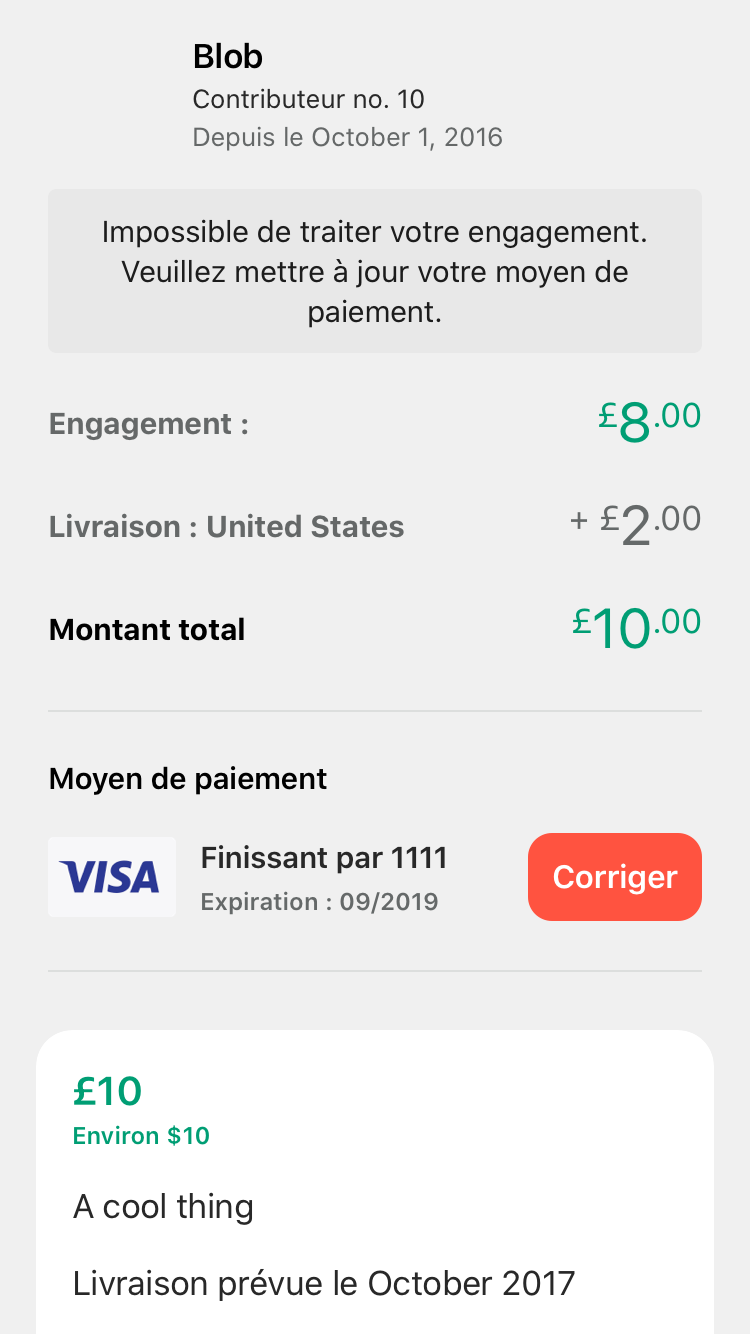 Blob
Contributeur no. 10
Depuis le October 1, 2016
Impossible de traiter votre engagement.
Veuillez mettre à jour votre moyen de
paiement.
Engagement : £8.00
Livraison : United States + £2.00
Montant total £10.00
Moyen de paiement
VISA
Finissant par 1111
Expiration : 09/2019
Corriger
£10
Environ $10
A cool thing
Livraison prévue le October 2017